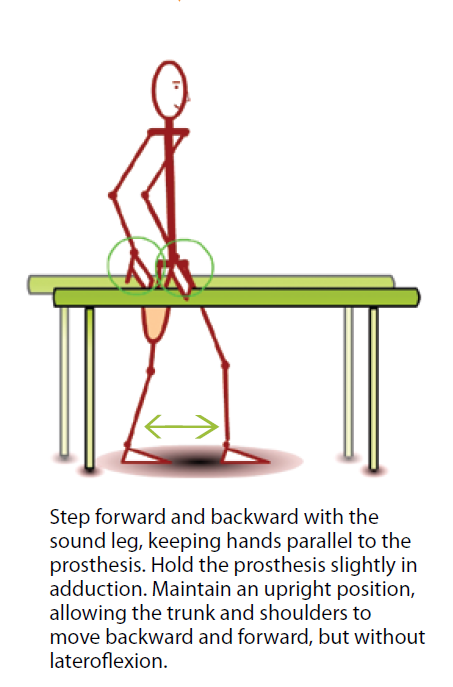 Step forward and backward with the
sound leg, keeping hands parallel to the
prosthesis. Hold the prosthesis slightly in
adduction. Maintain an upright position,
allowing the trunk and shoulders to
move backward and forward, but without
lateroflexion.